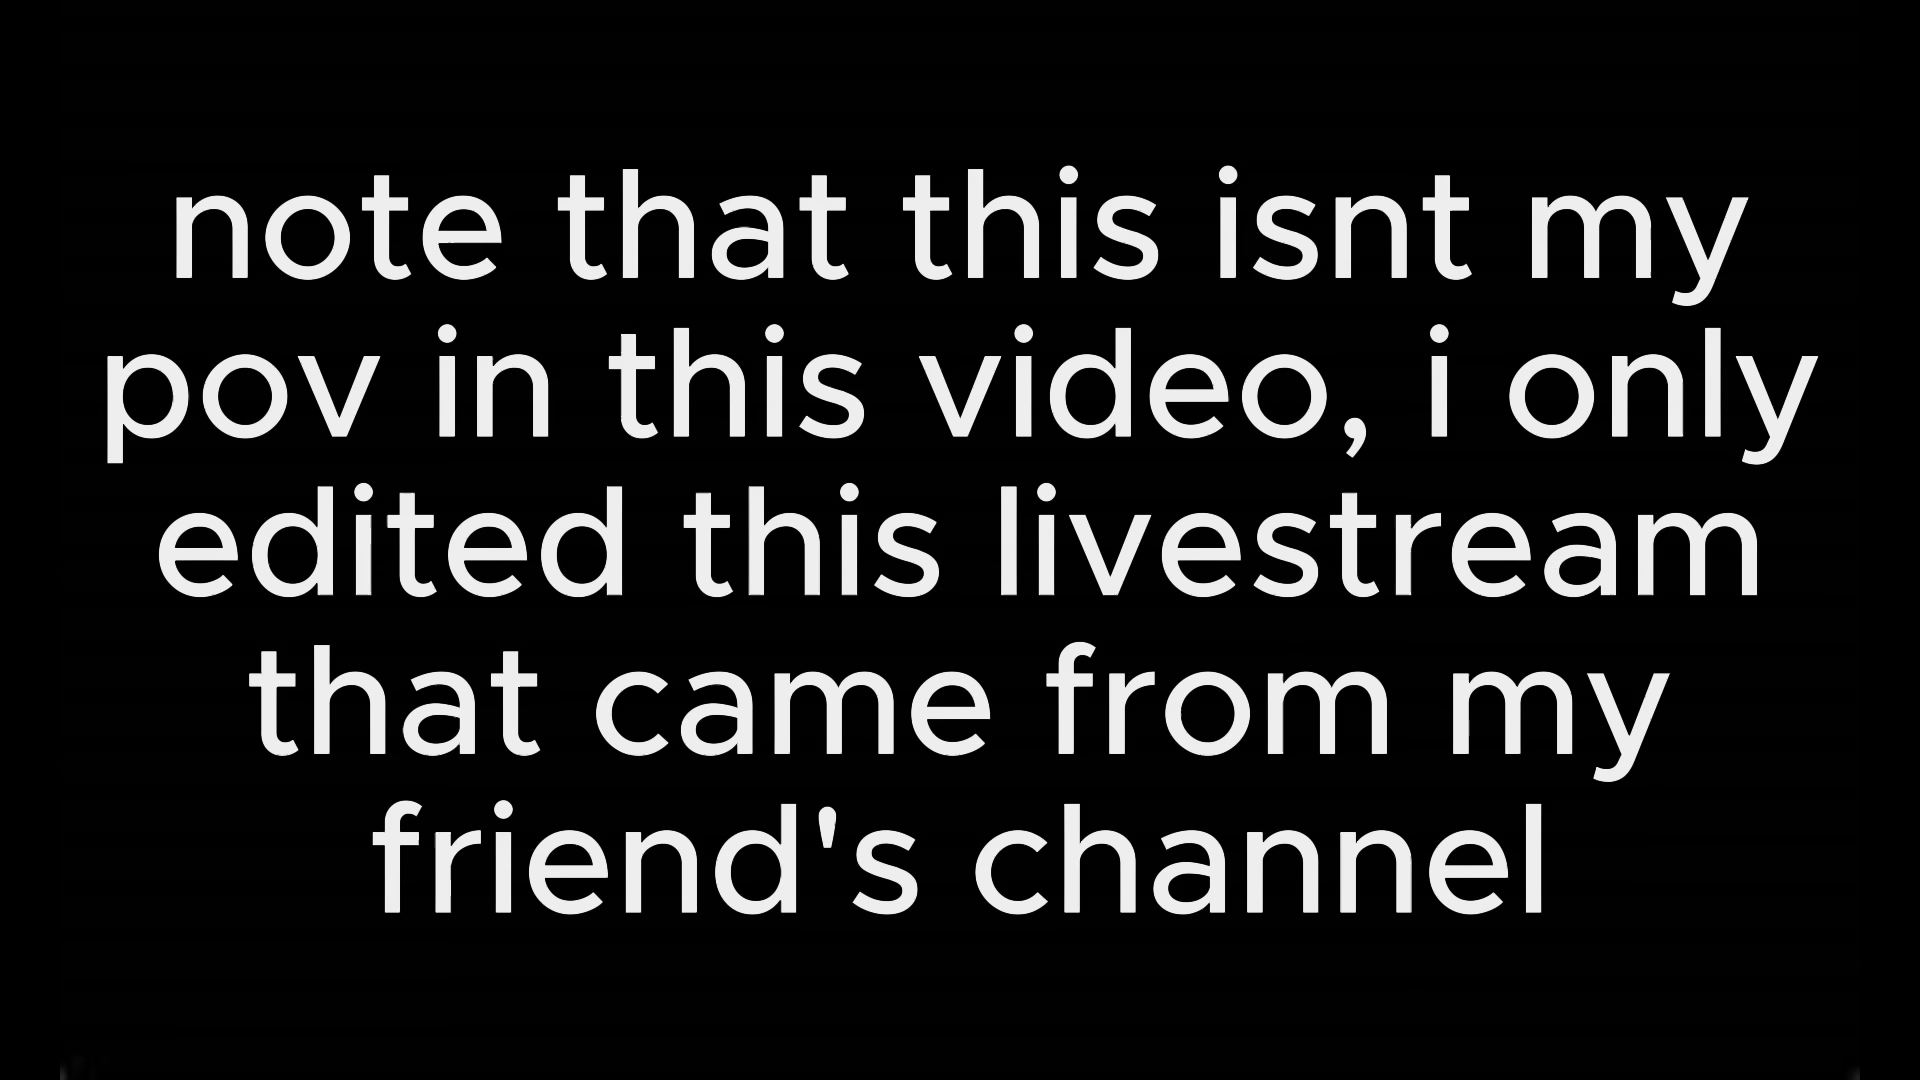 note that this isnt my
pov in this video, i only
edited this livestream
that came from my
friend's channel